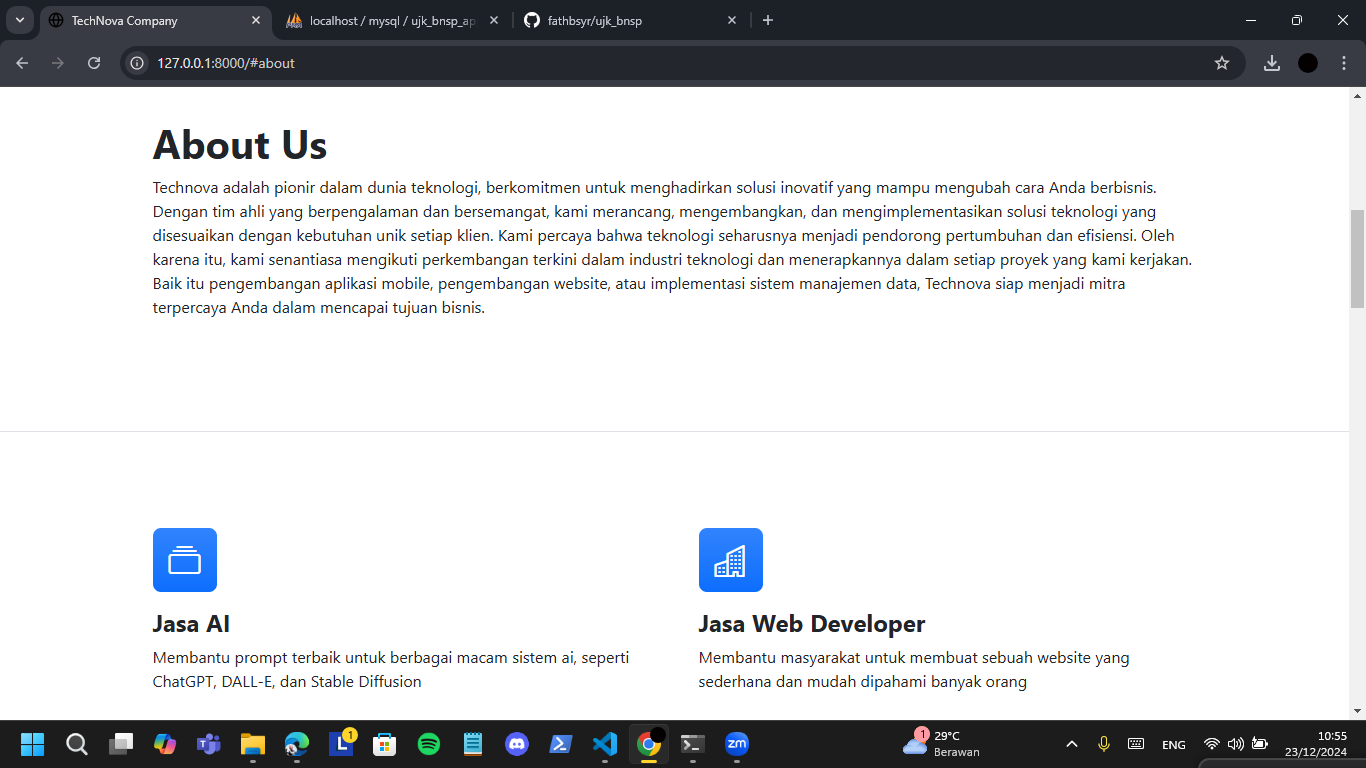 TechNova Company
localhost / mysql / ujk_bnsp_ap
fathbsyr/ujk_bnsp
127.0.0.1:8000/#about
About Us
Technova adalah pionir dalam dunia teknologi, berkomitmen untuk menghadirkan solusi inovatif yang mampu mengubah cara Anda berbisnis.
Dengan tim ahli yang berpengalaman dan bersemangat, kami merancang, mengembangkan, dan mengimplementasikan solusi teknologi yang
disesuaikan dengan kebutuhan unik setiap klien. Kami percaya bahwa teknologi seharusnya menjadi pendorong pertumbuhan dan efisiensi. Oleh
karena itu, kami senantiasa mengikuti perkembangan terkini dalam industri teknologi dan menerapkannya dalam setiap proyek yang kami kerjakan.
Baik itu pengembangan aplikasi mobile, pengembangan website, atau implementasi sistem manajemen data, Technova siap menjadi mitra
terpercaya Anda dalam mencapai tujuan bisnis.
Jasa AI
Membantu prompt terbaik untuk berbagai macam sistem ai, seperti
ChatGPT, DALL-E, dan Stable Diffusion
Jasa Web Developer
Membantu masyarakat untuk membuat sebuah website yang
sederhana dan mudah dipahami banyak orang
L
1
zm
1
29°C
Berawan
ENG
10:55
23/12/2024